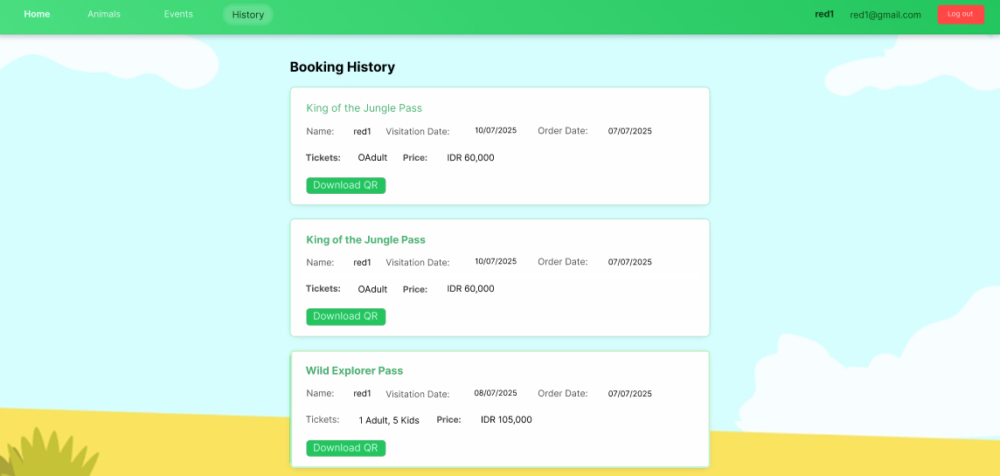 Home Animals Events History red1 red1@gmail.com Log out
Booking History
King of the Jungle Pass
Name: red1 Visitation Date: 10/07/2025 Order Date: 07/07/2025
Tickets: OAdult Price: IDR 60,000
Download QR
King of the Jungle Pass
Name: red1 Visitation Date: 10/07/2025 Order Date: 07/07/2025
Tickets: OAdult Price: IDR 60,000
Download QR
Wild Explorer Pass
Name: red1 Visitation Date: 08/07/2025 Order Date: 07/07/2025
Tickets: 1 Adult, 5 Kids Price: IDR 105,000
Download QR